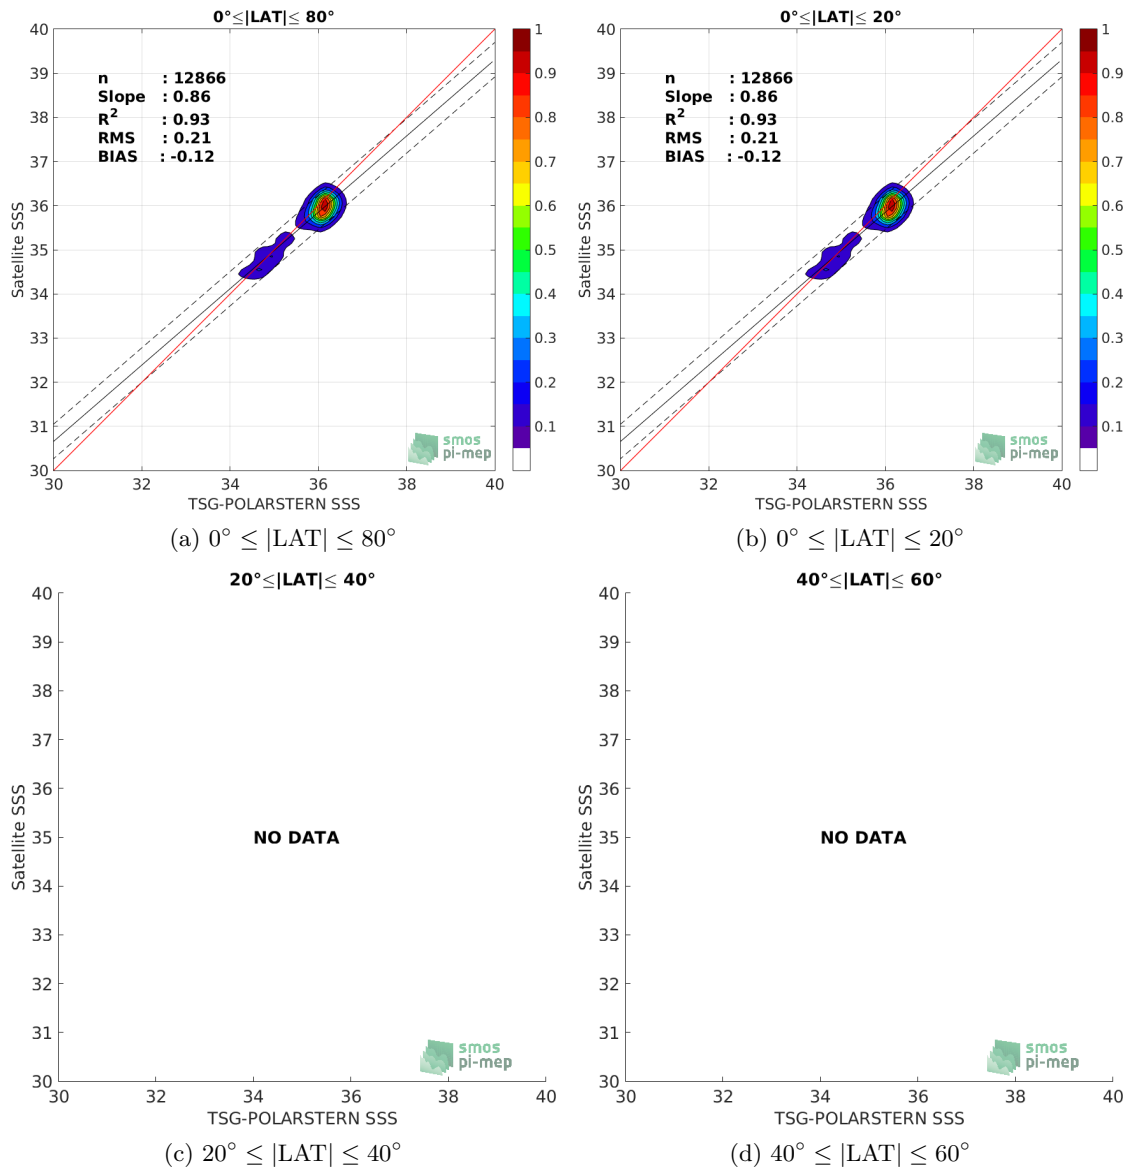 0°≤|LAT|≤ 80°
40
39
38
37
36
35
34
33
32
31
30
Satellite SSS
n : 12866
Slope : 0.86
R² : 0.93
RMS : 0.21
BIAS : -0.12
smos
pi-mep
30 32 34 36 38 40
TSG-POLARSTERN SSS
1
0.9
0.8
0.7
0.6
0.5
0.4
0.3
0.2
0.1
(a) 0° ≤ |LAT| ≤ 80°
0°≤|LAT|≤ 20°
40
39
38
37
36
35
34
33
32
31
30
Satellite SSS
n : 12866
Slope : 0.86
R² : 0.93
RMS : 0.21
BIAS : -0.12
smos
pi-mep
30 32 34 36 38 40
TSG-POLARSTERN SSS
1
0.9
0.8
0.7
0.6
0.5
0.4
0.3
0.2
0.1
(b) 0° ≤ |LAT| ≤ 20°
20°≤|LAT|≤ 40°
40
39
38
37
36
35
34
33
32
31
30
Satellite SSS
NO DATA
smos
pi-mep
30 32 34 36 38 40
TSG-POLARSTERN SSS
(c) 20° ≤ |LAT| ≤ 40°
40°≤|LAT|≤ 60°
40
39
38
37
36
35
34
33
32
31
30
Satellite SSS
NO DATA
smos
pi-mep
30 32 34 36 38 40
TSG-POLARSTERN SSS
(d) 40° ≤ |LAT| ≤ 60°